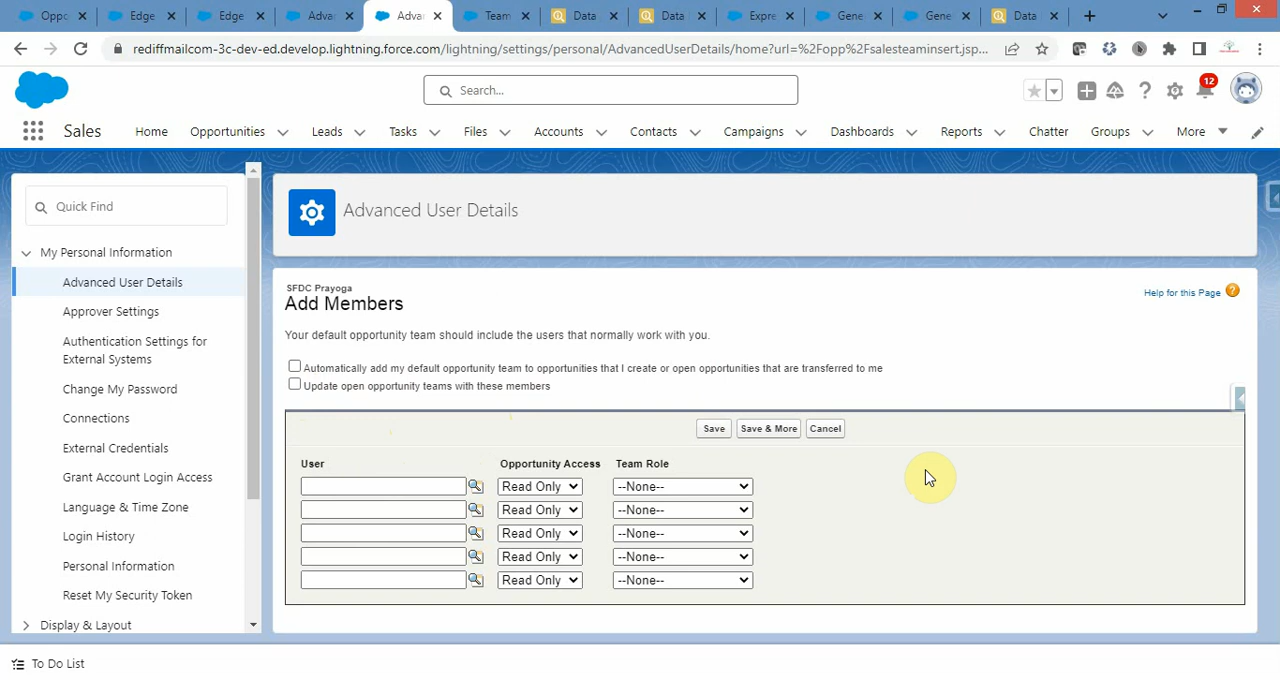 Oppo
Edge
Edge
Advan
Advan
Team
Data
Data
Expre
Gene
Gene
Data
rediffmailcom-3c-dev-ed.develop.lightning.force.com/lightning/settings/personal/AdvancedUserDetails/home?url=%2Fopp%2Fsalesteaminsert.jsp...
Search...
12
Sales
Home
Opportunities
Leads
Tasks
Files
Accounts
Contacts
Campaigns
Dashboards
Reports
Chatter
Groups
More
Quick Find
My Personal Information
Advanced User Details
Approver Settings
Authentication Settings for
External Systems
Change My Password
Connections
External Credentials
Grant Account Login Access
Language & Time Zone
Login History
Personal Information
Reset My Security Token
Display & Layout
Advanced User Details
SFDC Prayoga
Add Members
Help for this Page
Your default opportunity team should include the users that normally work with you.
Automatically add my default opportunity team to opportunities that I create or open opportunities that are transferred to me
Update open opportunity teams with these members
Save Save & More Cancel
User Opportunity Access Team Role
Read Only --None--
Read Only --None--
Read Only --None--
Read Only --None--
Read Only --None--
To Do List